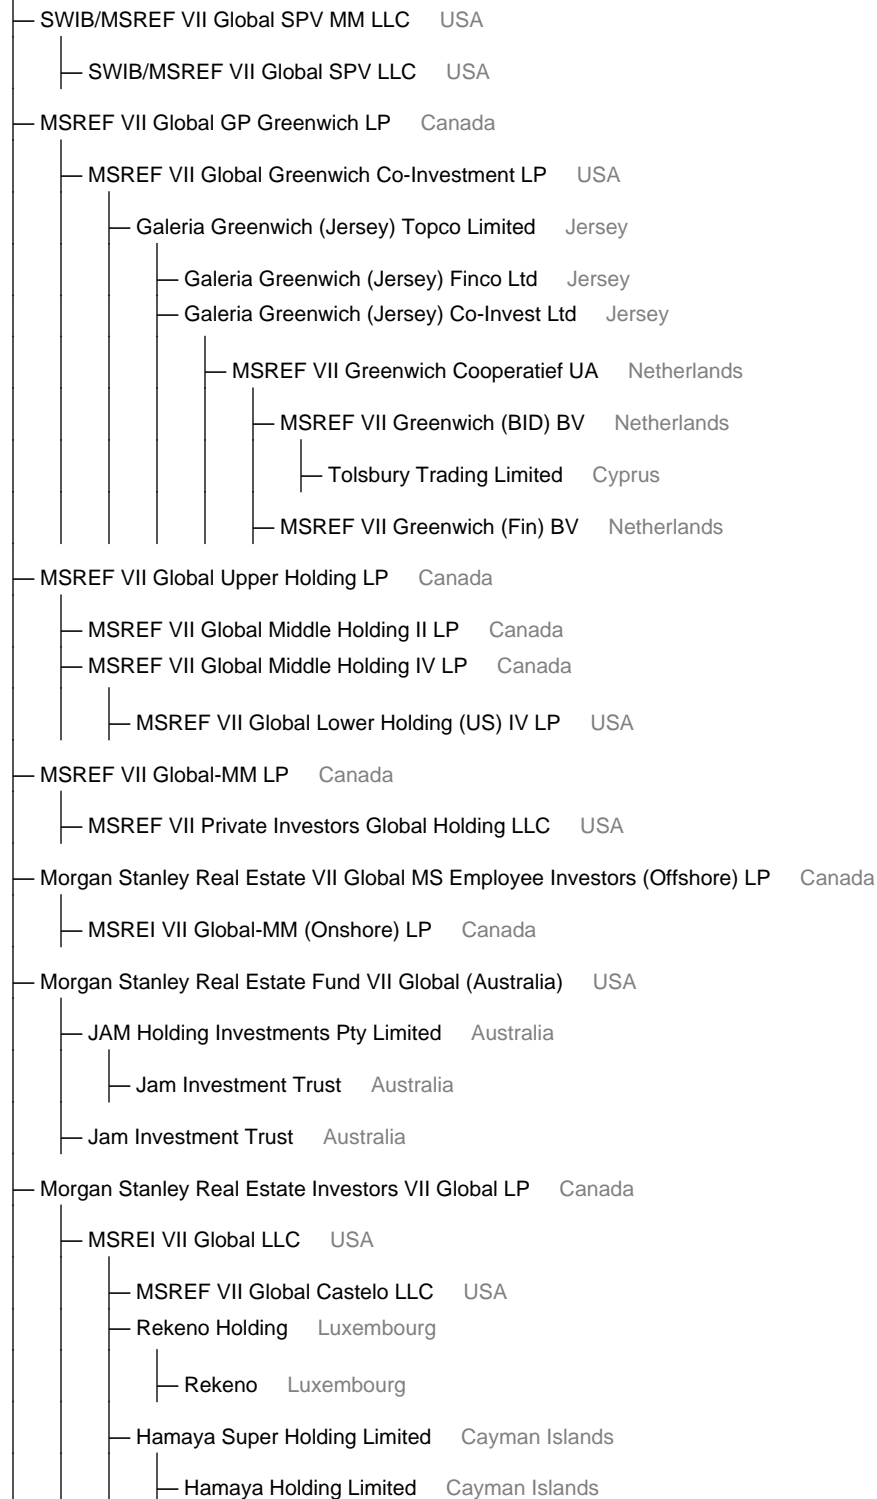 SWIB/MSREF VII Global SPV MM LLC USA
SWIB/MSREF VII Global SPV LLC USA
MSREF VII Global GP Greenwich LP Canada
MSREF VII Global Greenwich Co-Investment LP USA
Galeria Greenwich (Jersey) Topco Limited Jersey
Galeria Greenwich (Jersey) Finco Ltd Jersey
Galeria Greenwich (Jersey) Co-Invest Ltd Jersey
MSREF VII Greenwich Cooperatief UA Netherlands
MSREF VII Greenwich (BID) BV Netherlands
Tolsbury Trading Limited Cyprus
MSREF VII Greenwich (Fin) BV Netherlands
MSREF VII Global Upper Holding LP Canada
MSREF VII Global Middle Holding II LP Canada
MSREF VII Global Middle Holding IV LP Canada
MSREF VII Global Lower Holding (US) IV LP USA
MSREF VII Global-MM LP Canada
MSREF VII Private Investors Global Holding LLC USA
Morgan Stanley Real Estate VII Global MS Employee Investors (Offshore) LP Canada
MSREI VII Global-MM (Onshore) LP Canada
Morgan Stanley Real Estate Fund VII Global (Australia) USA
JAM Holding Investments Pty Limited Australia
Jam Investment Trust Australia
Jam Investment Trust Australia
Morgan Stanley Real Estate Investors VII Global LP Canada
MSREI VII Global LLC USA
MSREF VII Global Castelo LLC USA
Rekeno Holding Luxembourg
Rekeno Luxembourg
Hamaya Super Holding Limited Cayman Islands
Hamaya Holding Limited Cayman Islands